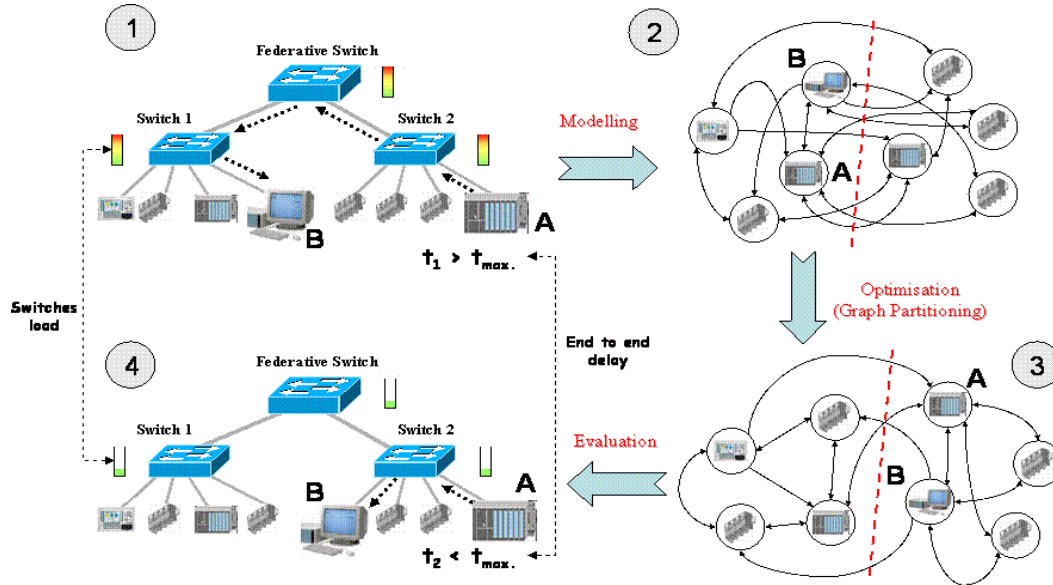 1
Federative Switch
Switch 1
Switch 2
B
A
t1 > tmax.
Modelling
2
B
A
Switches
load
End to end
delay
Optimisation
(Graph Partitioning)
4
Federative Switch
Switch 1
Switch 2
B
A
t2 < tmax.
Evaluation
3
A
B